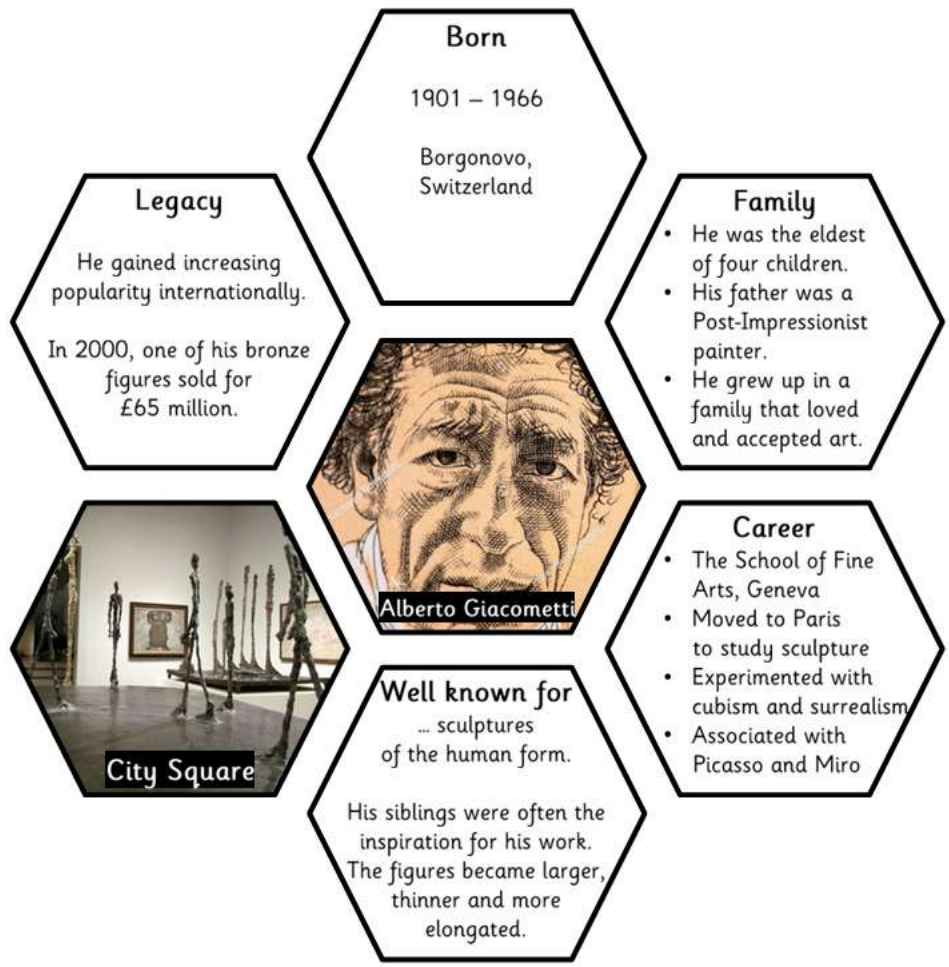 Born
1901 – 1966
Borgonovo,
Switzerland
Legacy
He gained increasing
popularity internationally.
In 2000, one of his bronze
figures sold for
£65 million.
Family
• He was the eldest
of four children.
• His father was a
Post-Impressionist
painter.
• He grew up in a
family that loved
and accepted art.
Alberto Giacometti
City Square
Career
• The School of Fine
Arts, Geneva
• Moved to Paris
to study sculpture
• Experimented with
cubism and surrealism
• Associated with
Picasso and Miro
Well known for
... sculptures
of the human form.
His siblings were often the
inspiration for his work.
The figures became larger,
thinner and more
elongated.